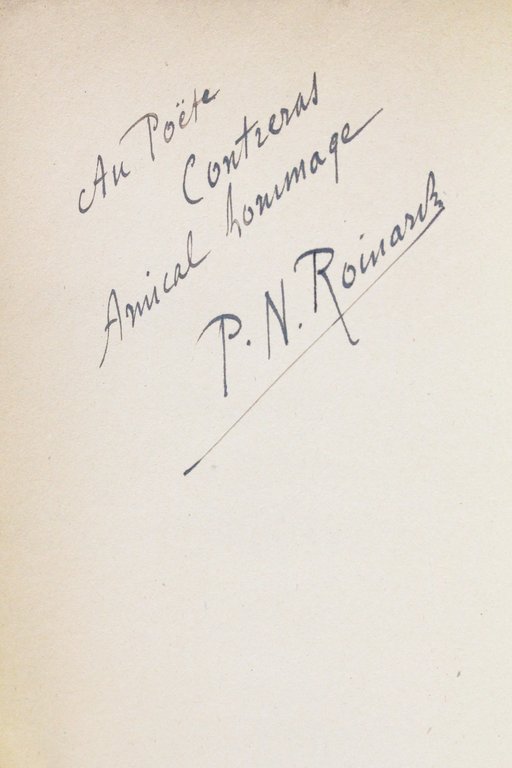 Au Poëte
Contreras
Amical hommage
P. N. Roinard